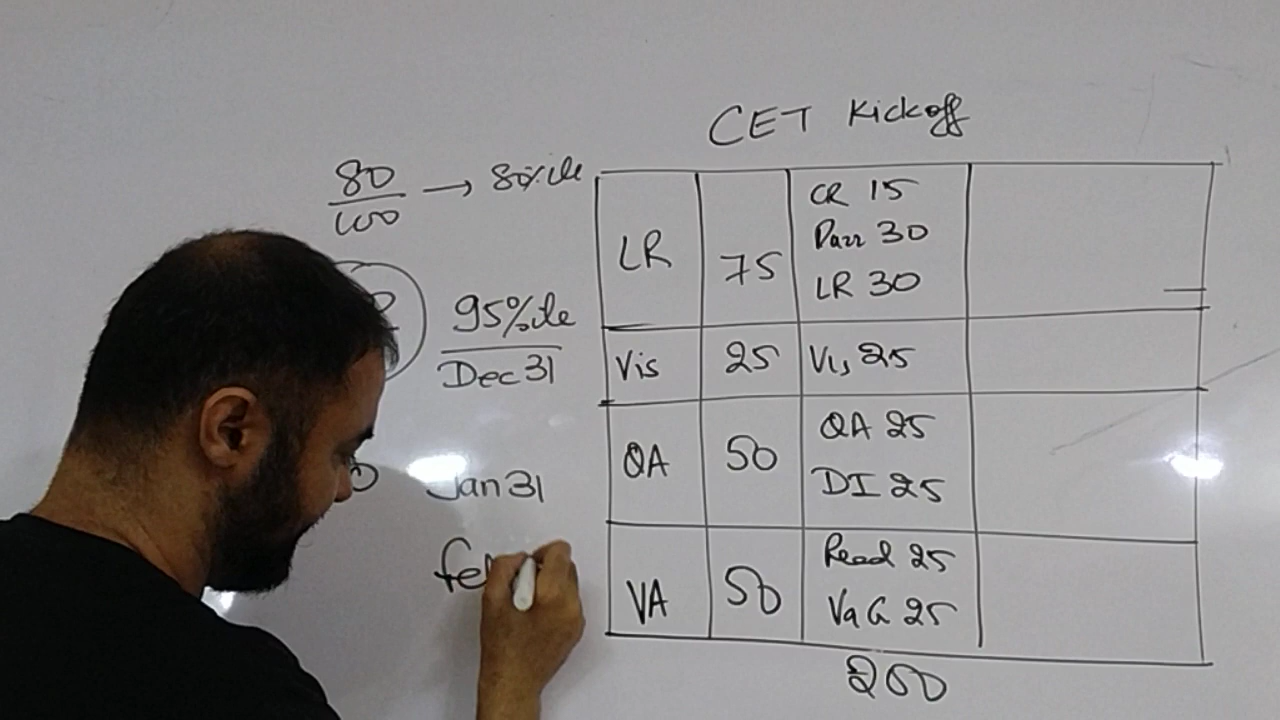 CET Kickoff
80/100 → 80%ile
95%ile
Dec 31
Jan 31
fe
LR 75 CR 15
Parr 30
LR 30
Vis 25 Vis 25
QA 50 QA 25
DI 25
VA 50 Read 25
VaG 25
200